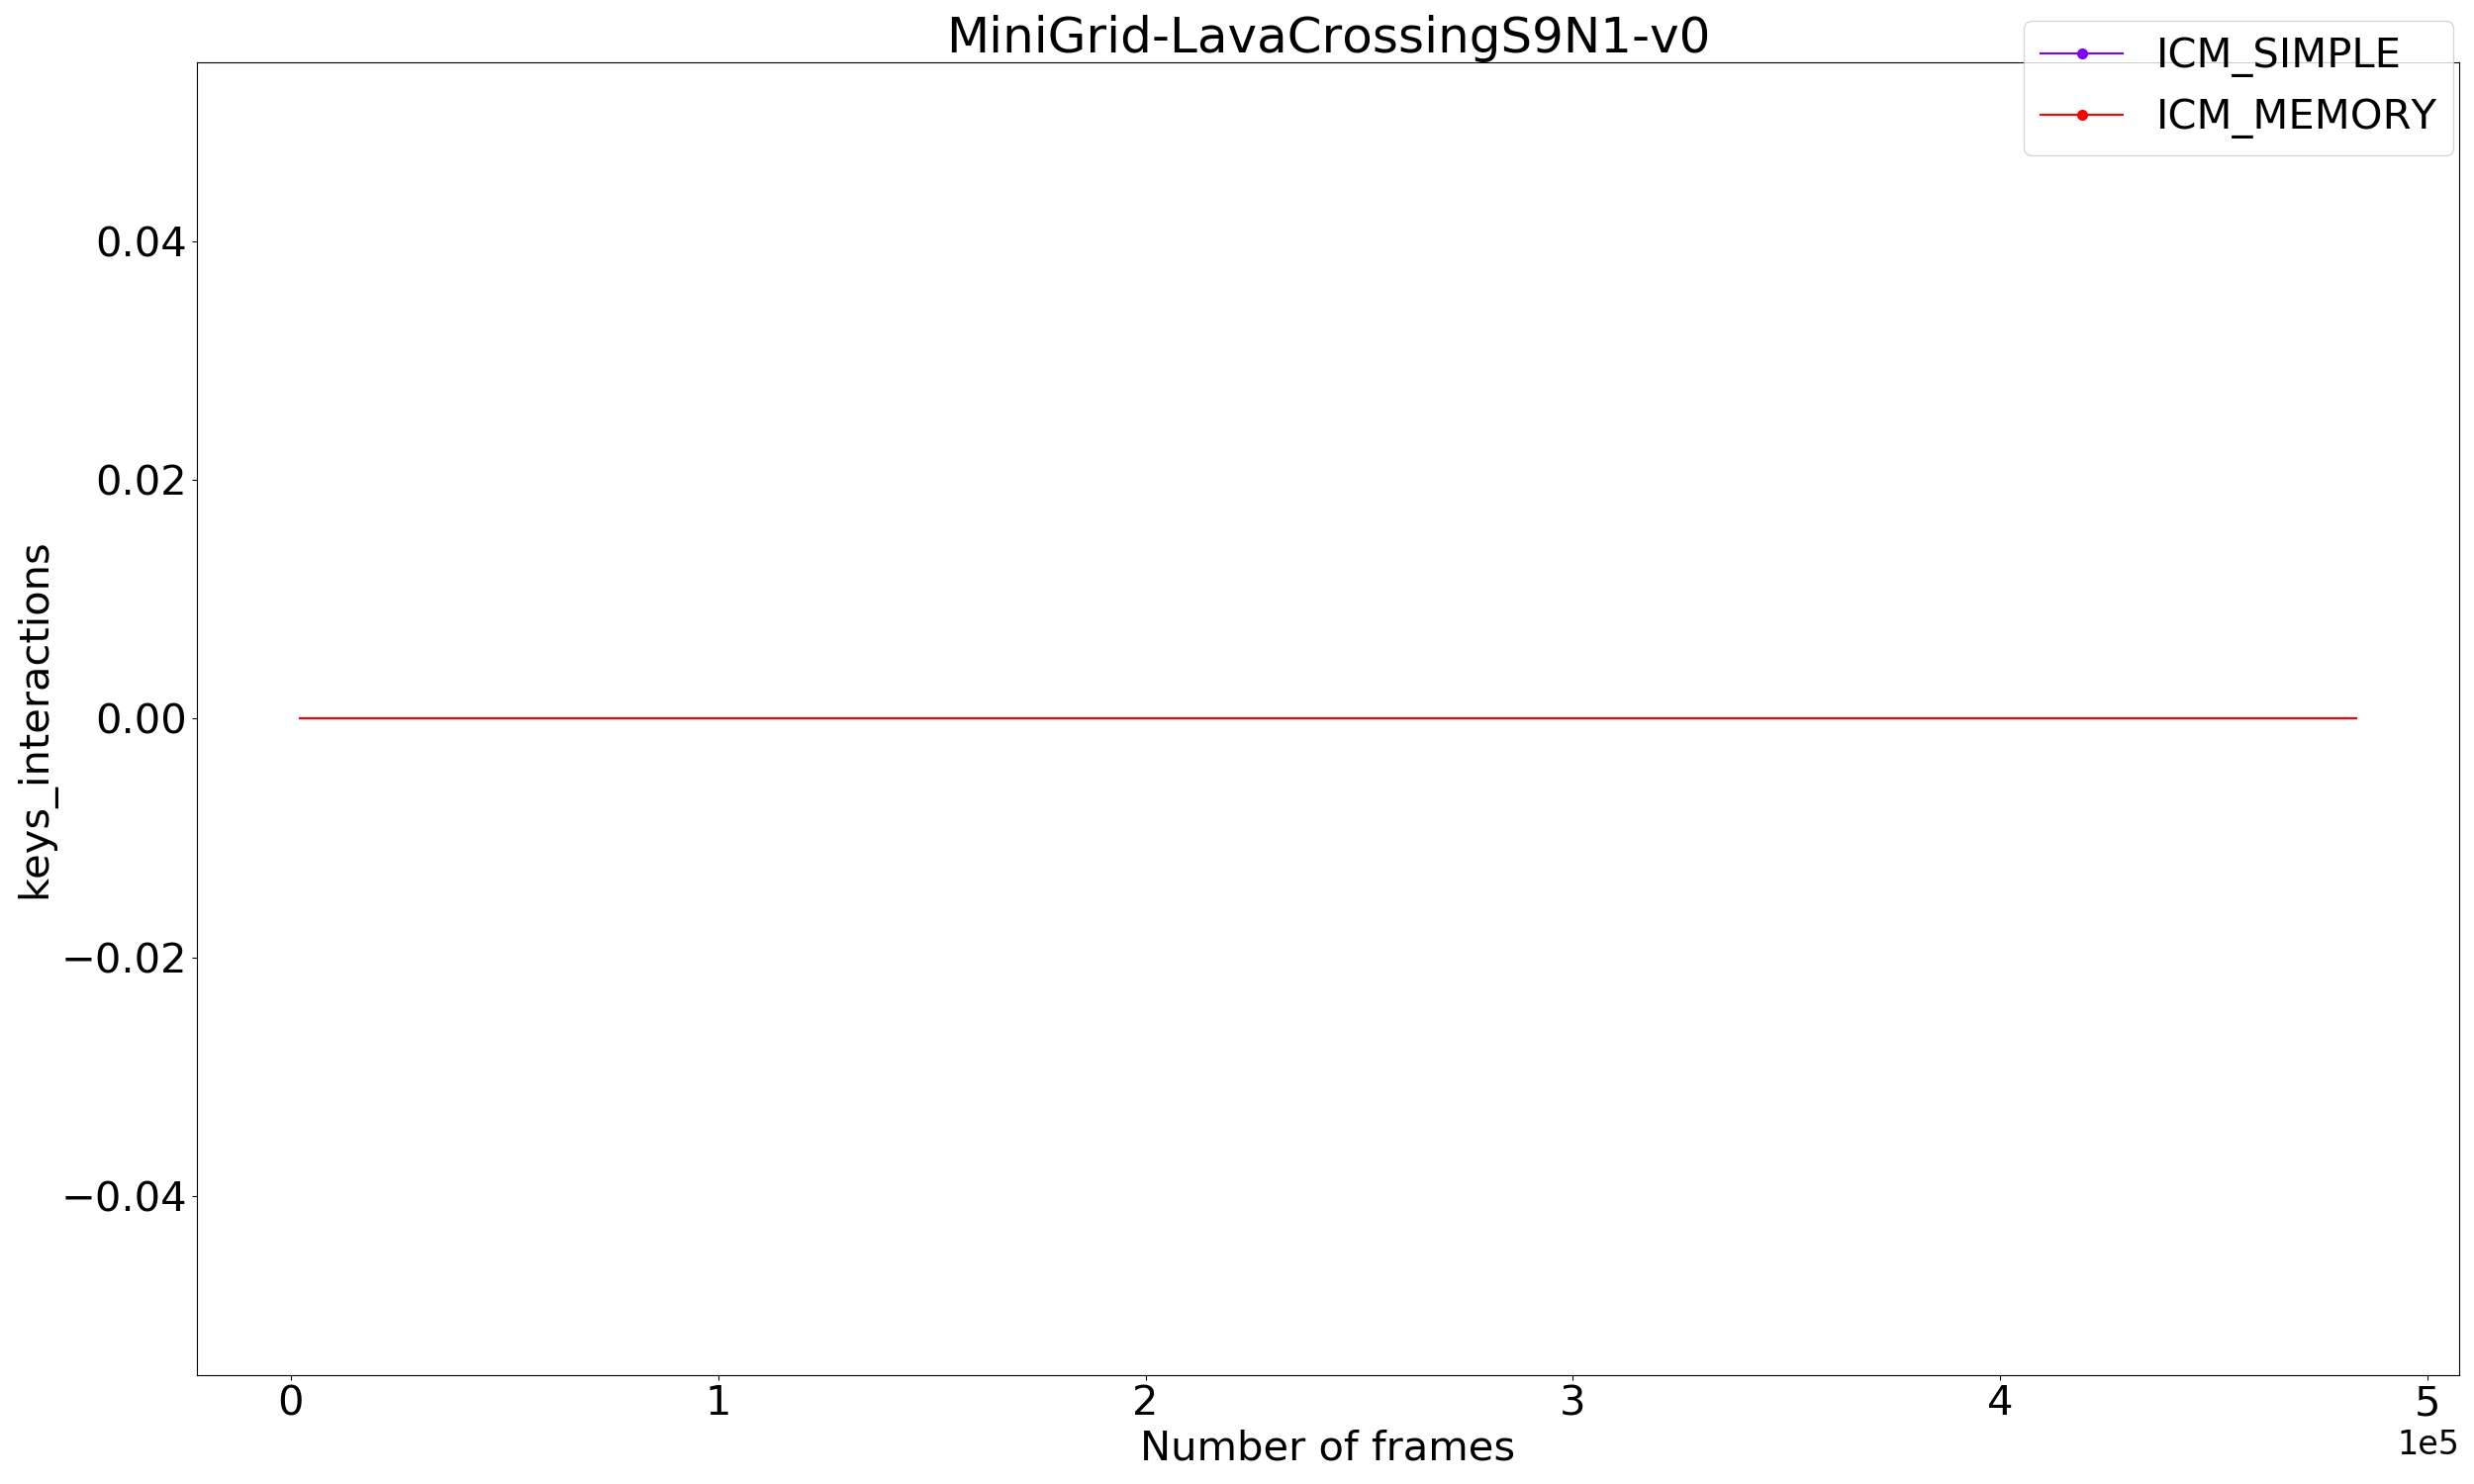 MiniGrid-LavaCrossingS9N1-v0
ICM_SIMPLE
ICM_MEMORY
keys_interactions
0.04
0.02
0.00
−0.02
−0.04
0 1 2 3 4 5
Number of frames
1e5